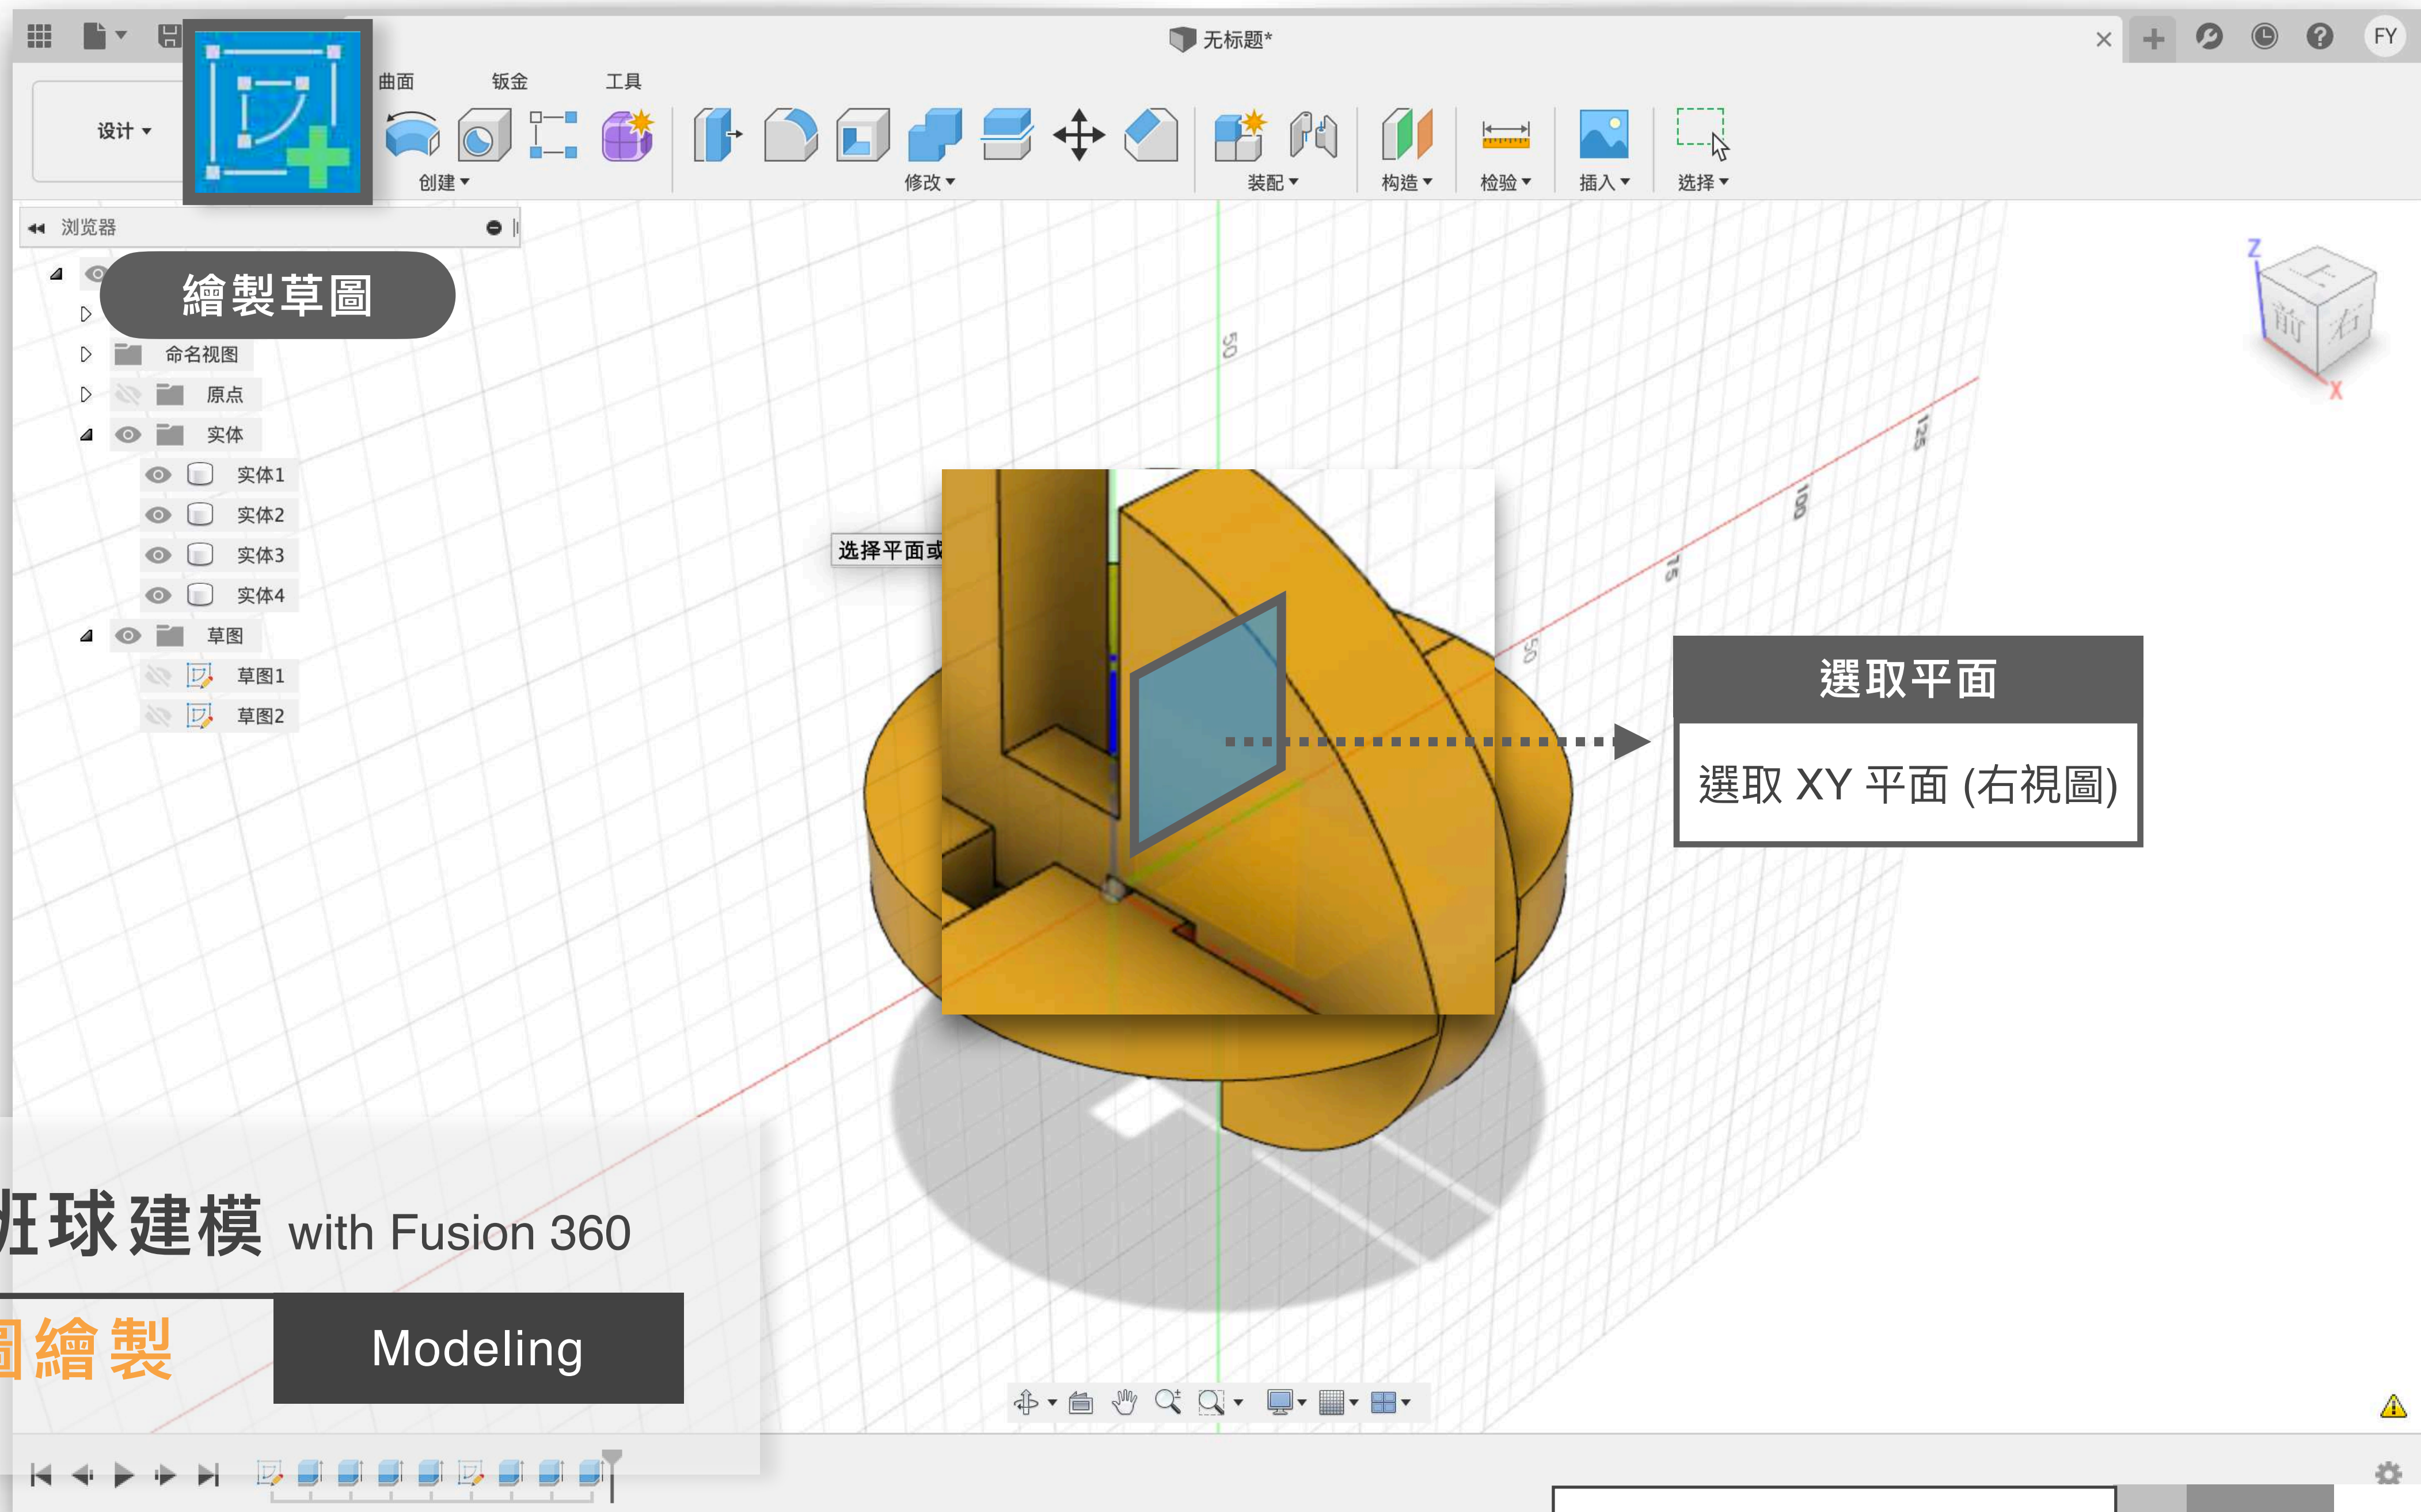 无标题*
FY
曲面 钣金 工具
设计
创建 修改 装配 构造 检验 插入 选择
浏览器
繪製草圖
命名视图
原点
实体
实体1
实体2
实体3
实体4
草图
草图1
草图2
Z
上
前 右
X
50
125
100
75
50
选择平面或
選取平面
選取 XY 平面 (右視圖)
班球建模 with Fusion 360
圖繪製
Modeling